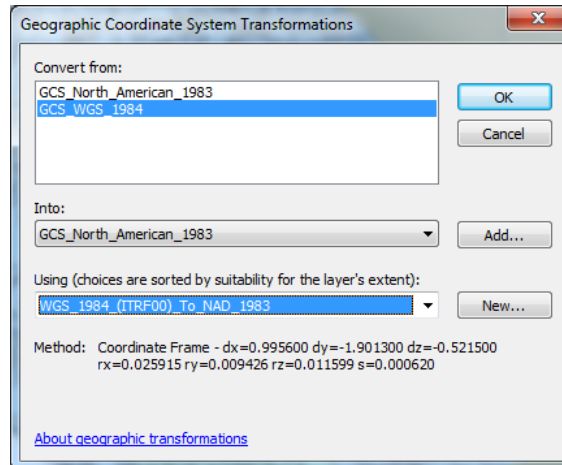 Geographic Coordinate System Transformations
Convert from:
GCS_North_American_1983
GCS_WGS_1984
OK
Cancel
Into:
GCS_North_American_1983
Add...
Using (choices are sorted by suitability for the layer's extent):
WGS_1984_(ITRF00)_To_NAD_1983
New...
Method: Coordinate Frame - dx=0.995600 dy=-1.901300 dz=-0.521500
rx=0.025915 ry=0.009426 rz=0.011599 s=0.000620
About geographic transformations